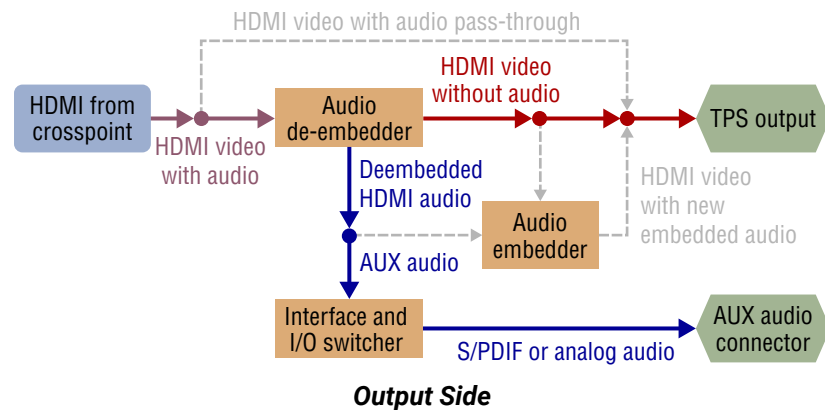 HDMI video with audio pass-through
HDMI from
crosspoint
HDMI video
with audio
Audio
de-embedder
HDMI video
without audio
TPS output
Deembedded
HDMI audio
Audio
embedder
HDMI video
with new
embedded audio
AUX audio
Interface and
I/O switcher
S/PDIF or analog audio
AUX audio
connector
Output Side